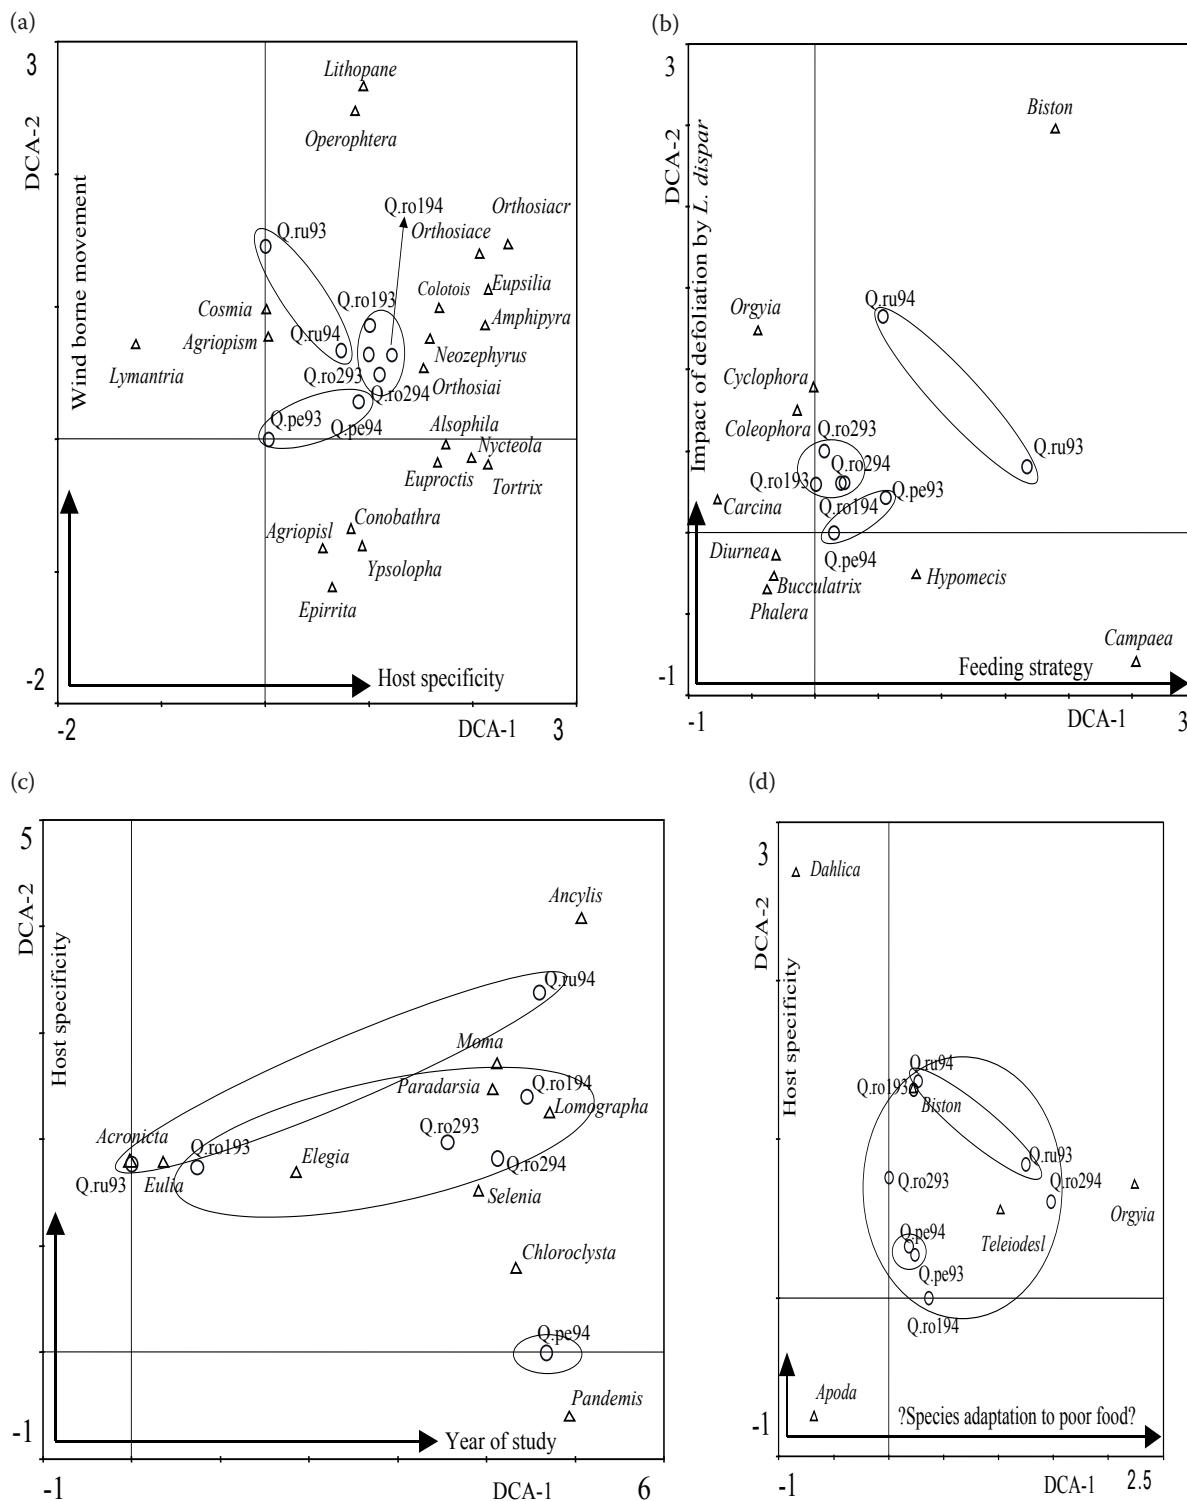 (a)
3
Lithopane
Operophtera
DCA-2
Wind borne movement
Q.ro194
Orthosiacr
Orthosiace
Q.ru93
Eupsilia
Colotois
Q.ro193
Cosmia
Amphipyra
Q.ru94
Agriopism
Neozephyrus
Lymantria
Q.ro293
Orthosiai
Q.ro294
Q.pe93
Q.pe94
Alsophila
Nycteola
Euproctis
Tortrix
Conobathra
Agriopisl
Ypsolopha
Epirrita
-2
Host specificity
-2
DCA-1
3
(b)
3
Biston
DCA-2
Impact of defoliation by L. dispar
Q.ru94
Orgyia
Cyclophora
Coleophora
Q.ro293
Q.ru93
Q.ro294
Q.ro193
Q.pe93
Carcina
Q.ro194
Diurnea
Q.pe94
Bucculatrix
Hypomecis
Phalera
Campaea
-1
Feeding strategy
-1
DCA-1
3
(c)
5
Ancylis
DCA-2
Host specificity
Q.ru94
Moma
Paradarsia
Q.ro194
Lomographa
Q.ro293
Acronicta
Q.ro193
Elegia
Q.ro294
Q.ru93
Eulia
Selenia
Chloroclysta
Q.pe94
Pandemis
-1
Year of study
-1
DCA-1
6
(d)
3
Dahlica
DCA-2
Host specificity
Q.ru94
Q.ro193
Biston
Q.ru93
Q.ro294
Q.ro293
Orgyia
Teleiodesl
Q.pe94
Q.pe93
Q.ro194
Apoda
?Species adaptation to poor food?
-1
-1
DCA-1
2.5